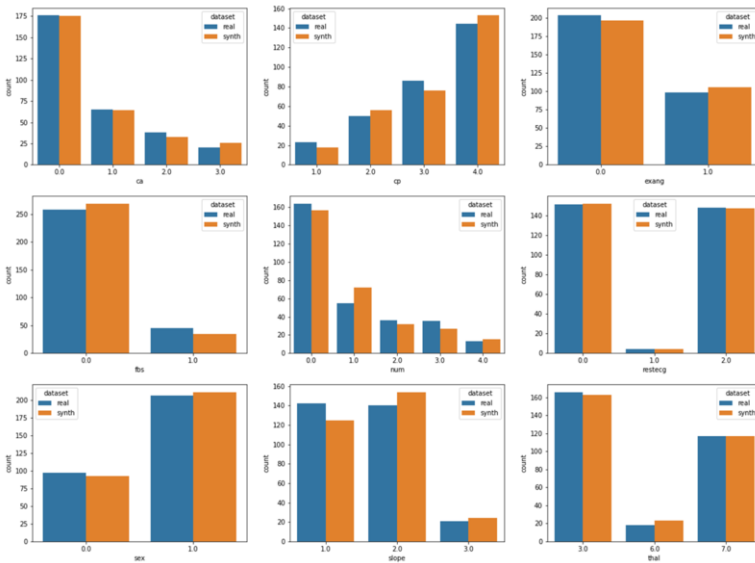 175
150
125
100
75
50
25
0
count
0.0 1.0 2.0 3.0
ca
dataset
real
synth
160
140
120
100
80
60
40
20
0
count
1.0 2.0 3.0 4.0
cp
dataset
real
synth
200
175
150
125
100
75
50
25
0
count
0.0 1.0
exang
dataset
real
synth
250
200
150
100
50
0
count
0.0 1.0
fbs
dataset
real
synth
160
140
120
100
80
60
40
20
0
count
0.0 1.0 2.0 3.0 4.0
num
dataset
real
synth
140
120
100
80
60
40
20
0
count
0.0 1.0 2.0
restecg
dataset
real
synth
200
175
150
125
100
75
50
25
0
count
0.0 1.0
sex
dataset
real
synth
160
140
120
100
80
60
40
20
0
count
1.0 2.0 3.0
slope
dataset
real
synth
160
140
120
100
80
60
40
20
0
count
3.0 6.0 7.0
thal
dataset
real
synth